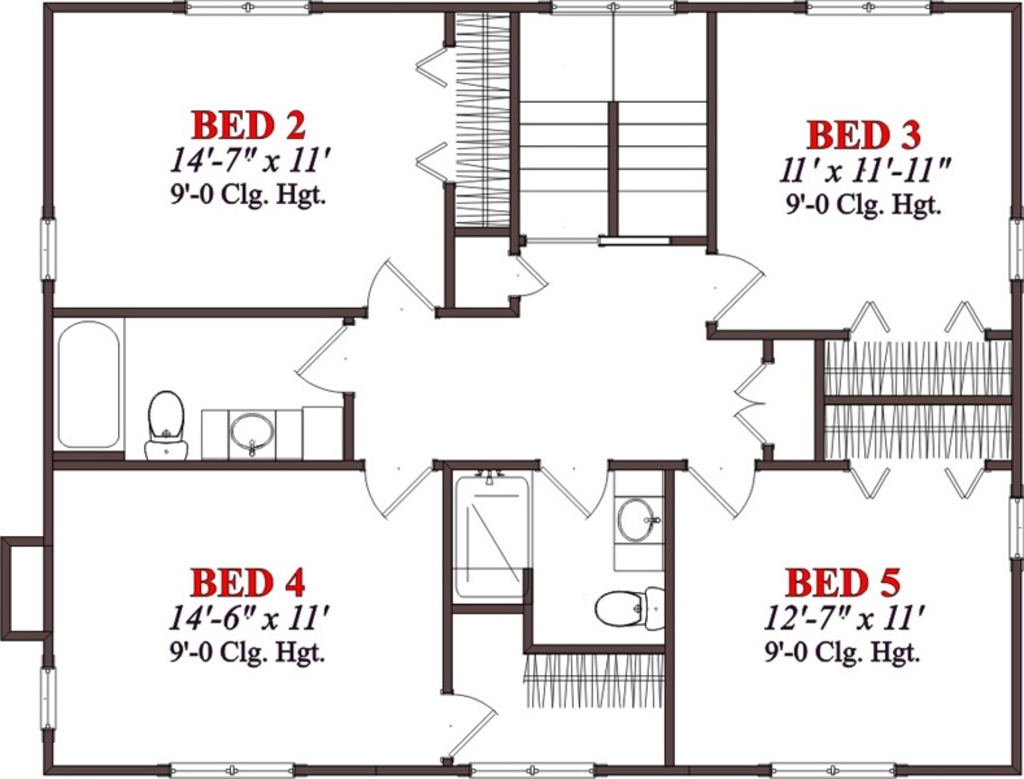 BED 2
14'-7" x 11'
9'-0 Clg. Hgt.
BED 3
11' x 11'-11"
9'-0 Clg. Hgt.
BED 4
14'-6" x 11'
9'-0 Clg. Hgt.
BED 5
12'-7" x 11'
9'-0 Clg. Hgt.